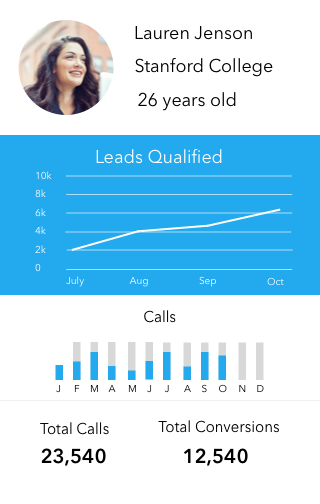 Lauren Jenson
Stanford College
26 years old
Leads Qualified
10k
8k
6k
4k
2k
0
July Aug Sep Oct
Calls
J F M A M J J A S O N D
Total Calls
23,540
Total Conversions
12,540